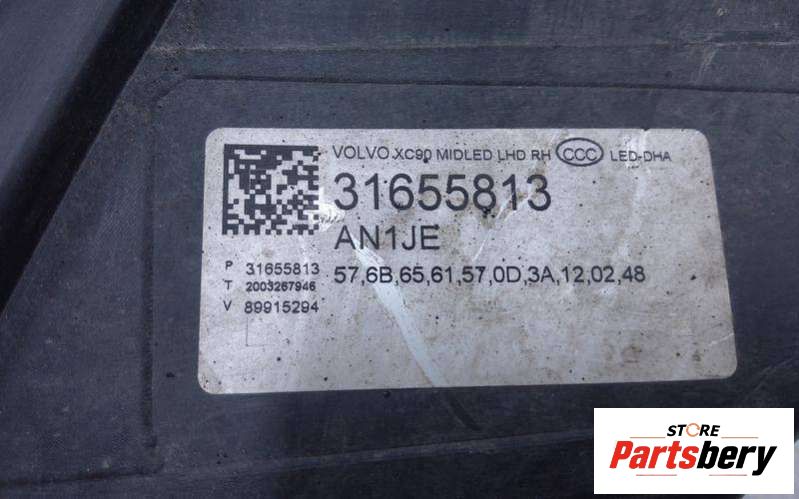 VOLVO XC90 MIDLED LHD RH CCC LED-DHA
31655813
AN1JE
P 31655813
T 2003267946
V 89915294
57,6B,65,61,57,0D,3A,12,02,48
STORE
Partsbery